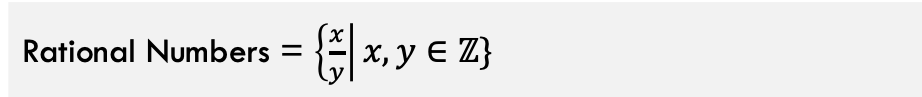 Rational Numbers = {x/y | x, y ∈ ℤ}